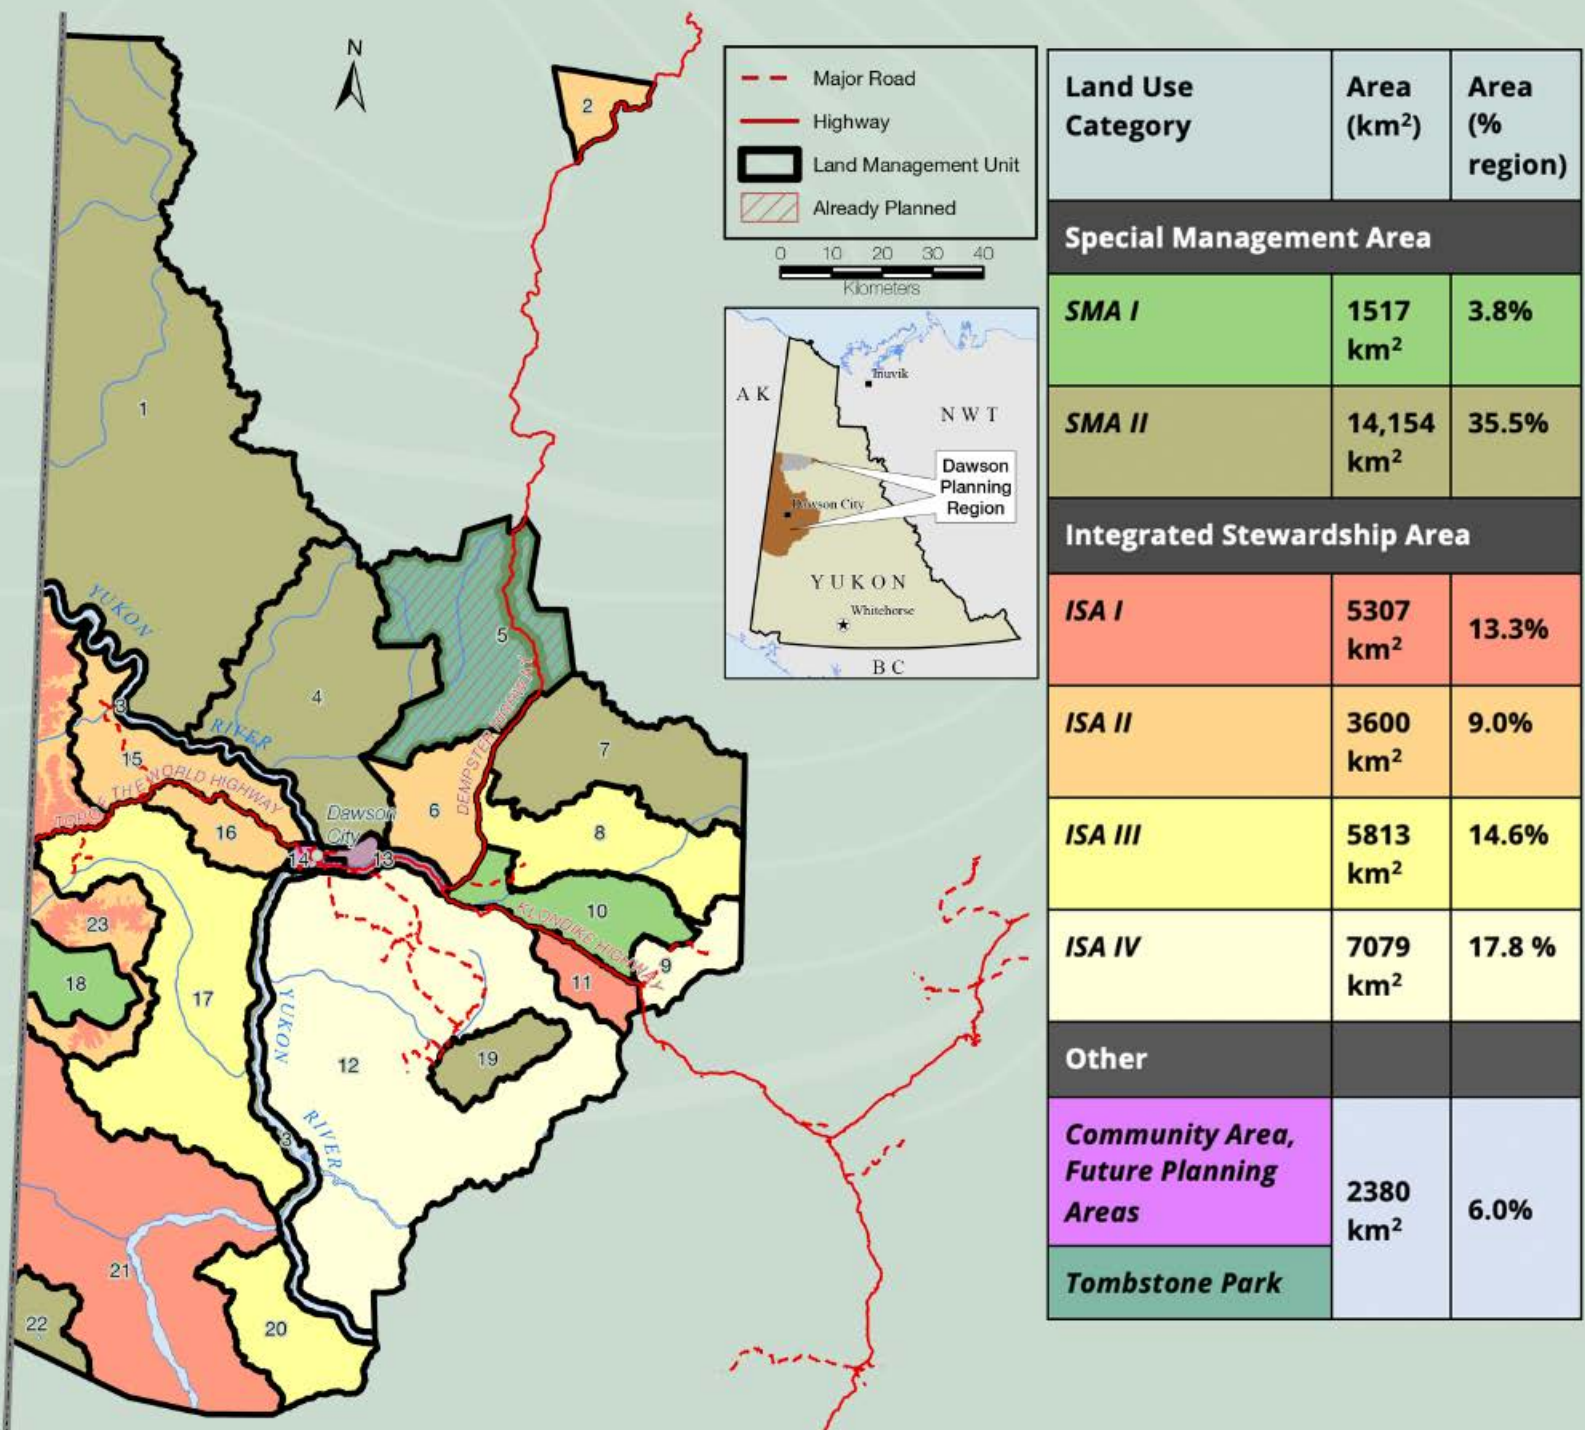 N
2
1
YUKON
RIVER
3
4
5
DEMPSTER HIGHWAY
7
15
TOP OF THE WORLD HIGHWAY
6
Dawson
City
16
14
13
8
10
KLONDIKE HIGHWAY
23
9
11
18
17
YUKON
12
19
RIVER
3
21
22
20
Major Road
Highway
Land Management Unit
Already Planned
0 10 20 30 40
Kilometers
Inuvik
AK
NWT
Dawson
Planning
Region
Dawson City
YUKON
Whitehorse
BC
Land Use
Category
Area
(km²)
Area
(%
region)
Special Management Area
SMA I
1517
km²
3.8%
SMA II
14,154
km²
35.5%
Integrated Stewardship Area
ISA I
5307
km²
13.3%
ISA II
3600
km²
9.0%
ISA III
5813
km²
14.6%
ISA IV
7079
km²
17.8 %
Other
Community Area,
Future Planning
Areas
2380
km²
6.0%
Tombstone Park